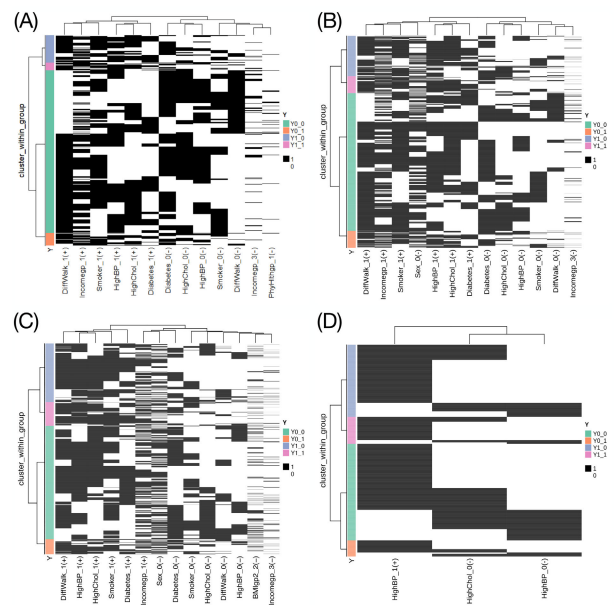 (A)
cluster_within_group
Y
Y
Y0_0
Y0_1
Y1_0
Y1_1
1
0
DiffWalk_1(+)
Incomegp_1(+)
Smoker_1(+)
HighBP_1(+)
HighChol_1(+)
Diabetes_1(+)
Diabetes_0(−)
HighChol_0(−)
HighBP_0(−)
Smoker_0(−)
DiffWalk_0(−)
Incomegp_3(−)
PhyHlthgp_1(−)
(B)
cluster_within_group
Y
Y
Y0_0
Y0_1
Y1_0
Y1_1
1
0
DiffWalk_1(+)
Incomegp_1(+)
Smoker_1(+)
Sex_0(−)
HighBP_1(+)
HighChol_1(+)
Diabetes_1(+)
Diabetes_0(−)
HighChol_0(−)
HighBP_0(−)
Smoker_0(−)
DiffWalk_0(−)
Incomegp_3(−)
(C)
cluster_within_group
Y
Y
Y0_0
Y0_1
Y1_0
Y1_1
1
0
DiffWalk_1(+)
HighBP_1(+)
HighChol_1(+)
Smoker_1(+)
Diabetes_1(+)
Incomegp_1(+)
Sex_0(−)
Diabetes_0(−)
Smoker_0(−)
HighChol_0(−)
DiffWalk_0(−)
HighBP_0(−)
BMIgp2_2(−)
Incomegp_3(−)
(D)
cluster_within_group
Y
Y
Y0_0
Y0_1
Y1_0
Y1_1
1
0
HighBP_1(+)
HighChol_0(−)
HighBP_0(−)